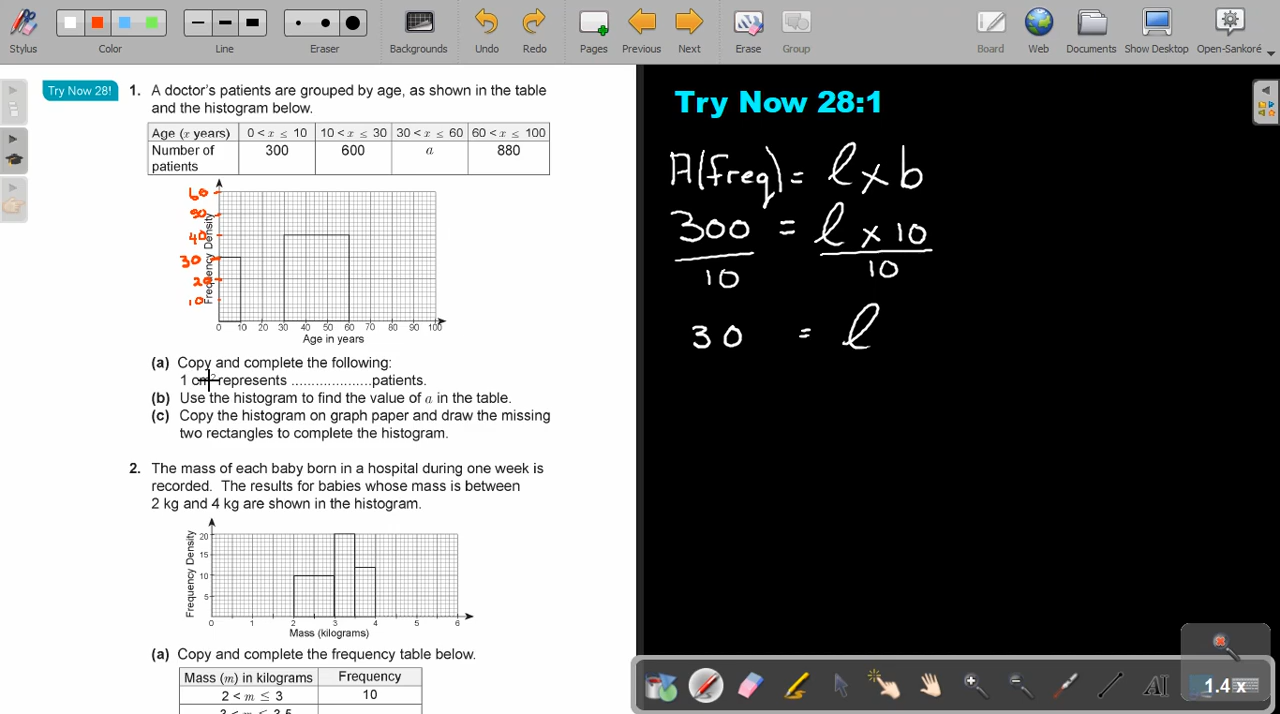 Stylus Color Line Eraser Backgrounds Undo Redo Pages Previous Next Erase Group Board Web Documents Show Desktop Open-Sankoré
Try Now 28!
1. A doctor's patients are grouped by age, as shown in the table
and the histogram below.
Age (x years) 0 < x ≤ 10 10 < x ≤ 30 30 < x ≤ 60 60 < x ≤ 100
Number of patients 300 600 a 880
60
50
40
30
20
10
Frequency Density
0 10 20 30 40 50 60 70 80 90 100
Age in years
(a) Copy and complete the following:
1 cm² represents ....................patients.
(b) Use the histogram to find the value of a in the table.
(c) Copy the histogram on graph paper and draw the missing
two rectangles to complete the histogram.
2. The mass of each baby born in a hospital during one week is
recorded. The results for babies whose mass is between
2 kg and 4 kg are shown in the histogram.
Frequency Density
20
15
10
5
0 1 2 3 4 5 6
Mass (kilograms)
(a) Copy and complete the frequency table below.
Mass (m) in kilograms Frequency
2 < m ≤ 3 10
3 < m ≤ 3.5
Try Now 28:1
A(freq) = l x b
300 = l x 10
10 10
30 = l
1.4 x